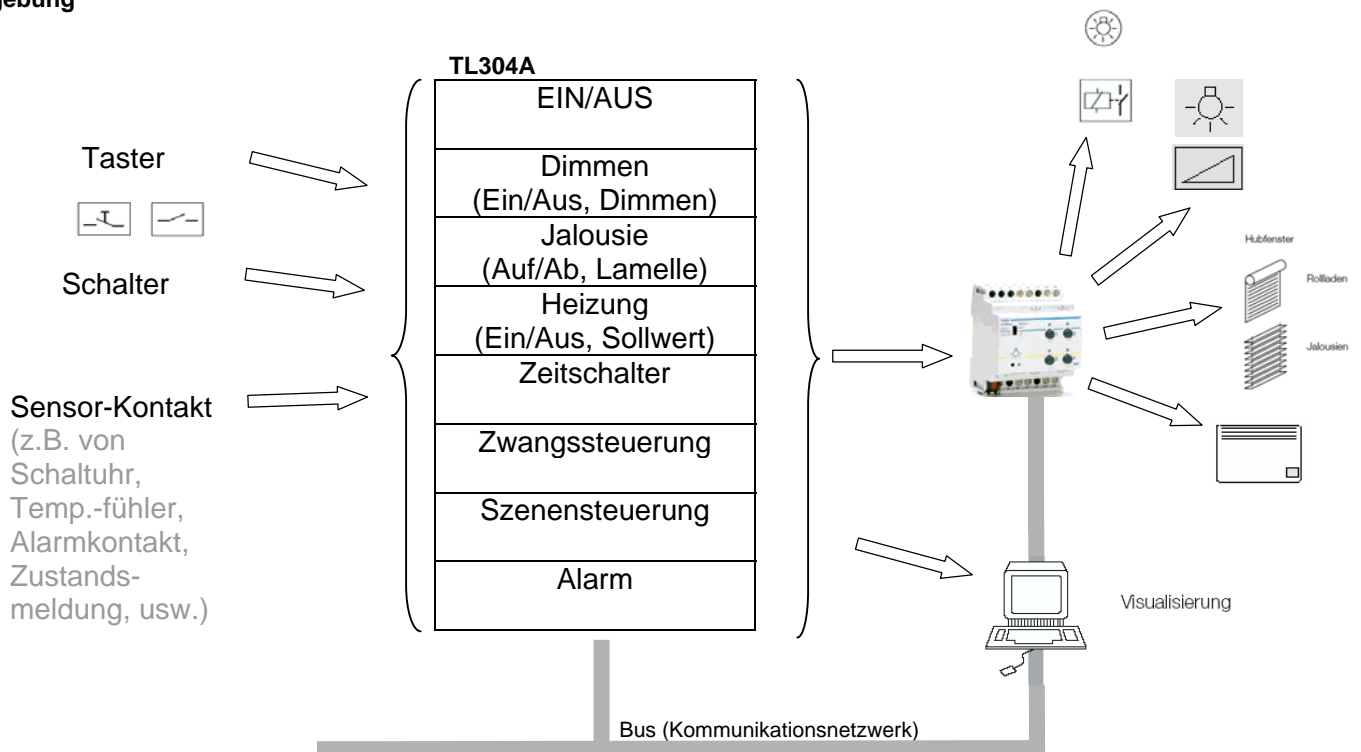 gebung
TL304A
EIN/AUS
Dimmen
(Ein/Aus, Dimmen)
Jalousie
(Auf/Ab, Lamelle)
Heizung
(Ein/Aus, Sollwert)
Zeitschalter
Zwangssteuerung
Szenensteuerung
Alarm
Taster
Schalter
Sensor-Kontakt
(z.B. von
Schaltuhr,
Temp.-fühler,
Alarmkontakt,
Zustands-
meldung, usw.)
Hubfenster
Rollladen
Jalousien
Visualisierung
Bus (Kommunikationsnetzwerk)